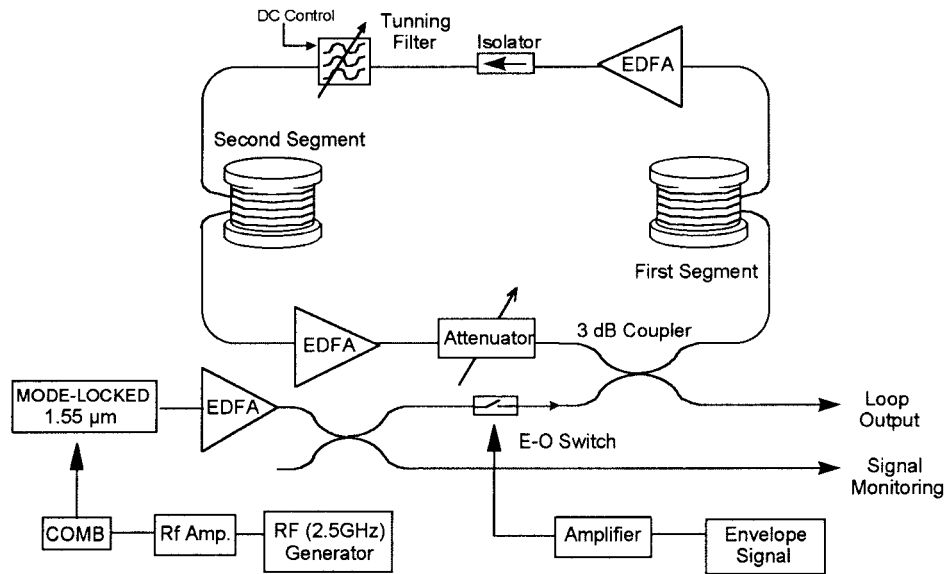 DC Control
Tunning
Filter
Isolator
EDFA
Second Segment
First Segment
EDFA
Attenuator
3 dB Coupler
MODE-LOCKED
1.55 µm
EDFA
E-O Switch
Loop
Output
Signal
Monitoring
COMB
Rf Amp.
RF (2.5GHz)
Generator
Amplifier
Envelope
Signal